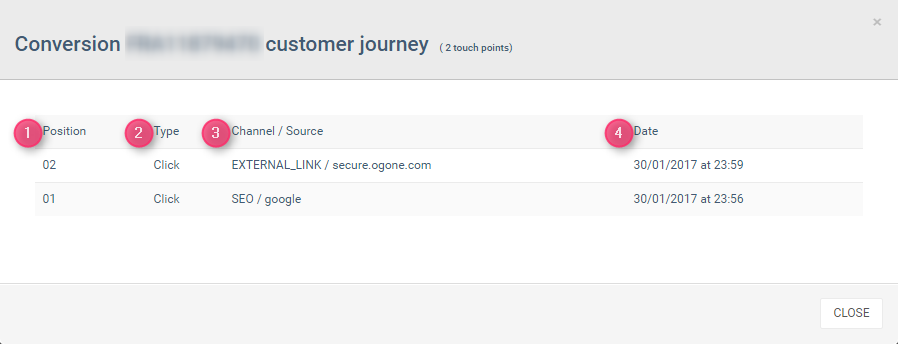 ×
Conversion customer journey ( 2 touch points)
1 Position 2 Type 3 Channel / Source 4 Date
02 Click EXTERNAL_LINK / secure.ogone.com 30/01/2017 at 23:59
01 Click SEO / google 30/01/2017 at 23:56
CLOSE